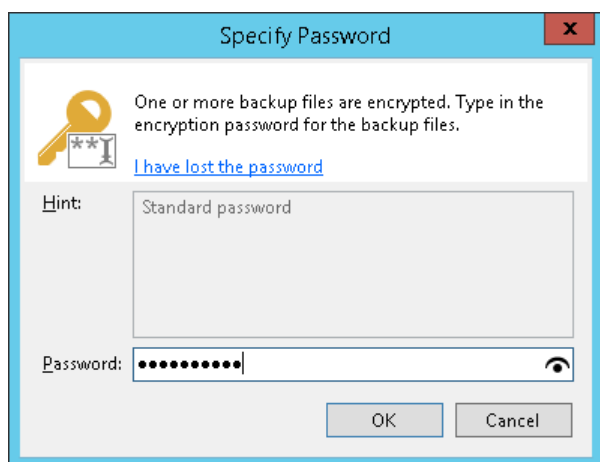 Specify Password
x
One or more backup files are encrypted. Type in the
encryption password for the backup files.
**
I have lost the password
Hint:
Standard password
Password: ••••••••••
OK Cancel